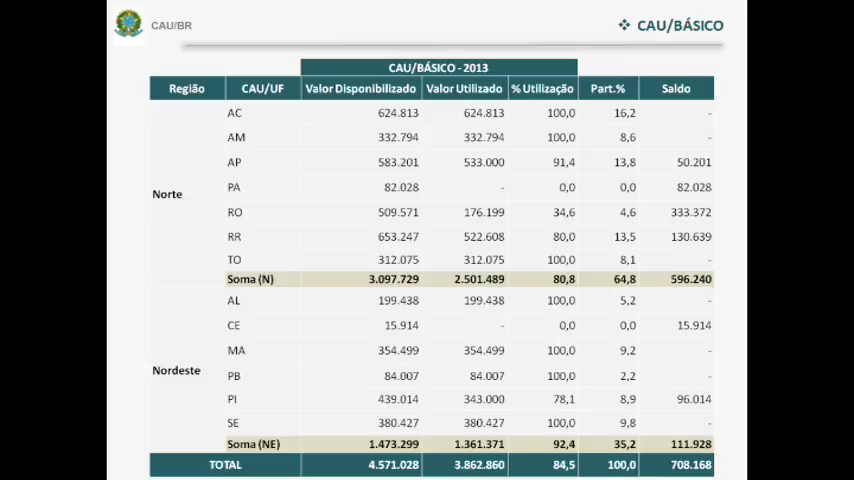 CAU/BR
❖ CAU/BÁSICO
CAU/BÁSICO - 2013
Região CAU/UF Valor Disponibilizado Valor Utilizado % Utilização Part.% Saldo
AC 624.813 624.813 100,0 16,2 -
AM 332.794 332.794 100,0 8,6 -
AP 583.201 533.000 91,4 13,8 50.201
PA 82.028 - 0,0 0,0 82.028
Norte
RO 509.571 176.199 34,6 4,6 333.372
RR 653.247 522.608 80,0 13,5 130.639
TO 312.075 312.075 100,0 8,1 -
Soma (N) 3.097.729 2.501.489 80,8 64,8 596.240
AL 199.438 199.438 100,0 5,2 -
CE 15.914 - 0,0 0,0 15.914
MA 354.499 354.499 100,0 9,2 -
Nordeste
PB 84.007 84.007 100,0 2,2 -
PI 439.014 343.000 78,1 8,9 96.014
SE 380.427 380.427 100,0 9,8 -
Soma (NE) 1.473.299 1.361.371 92,4 35,2 111.928
TOTAL 4.571.028 3.862.860 84,5 100,0 708.168